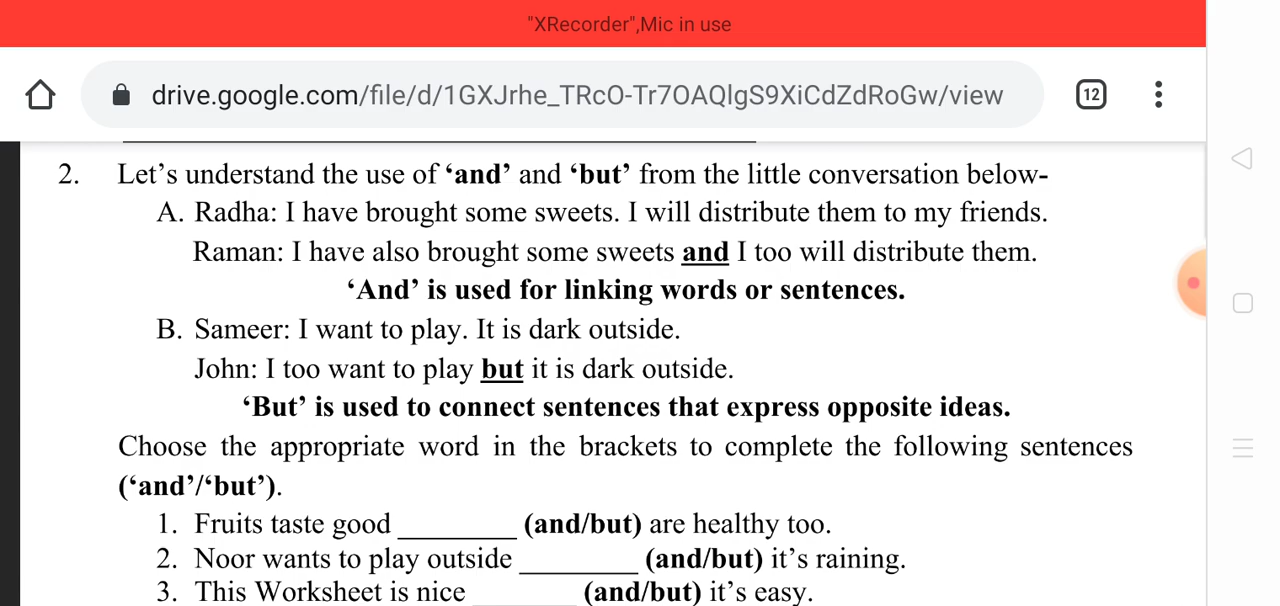 "XRecorder",Mic in use
drive.google.com/file/d/1GXJrhe_TRcO-Tr7OAQlgS9XiCdZdRoGw/view
12
2. Let’s understand the use of ‘and’ and ‘but’ from the little conversation below-
A. Radha: I have brought some sweets. I will distribute them to my friends.
Raman: I have also brought some sweets and I too will distribute them.
‘And’ is used for linking words or sentences.
B. Sameer: I want to play. It is dark outside.
John: I too want to play but it is dark outside.
‘But’ is used to connect sentences that express opposite ideas.
Choose the appropriate word in the brackets to complete the following sentences
(‘and’/‘but’).
1. Fruits taste good ________ (and/but) are healthy too.
2. Noor wants to play outside ________ (and/but) it’s raining.
3. This Worksheet is nice _______ (and/but) it’s easy.